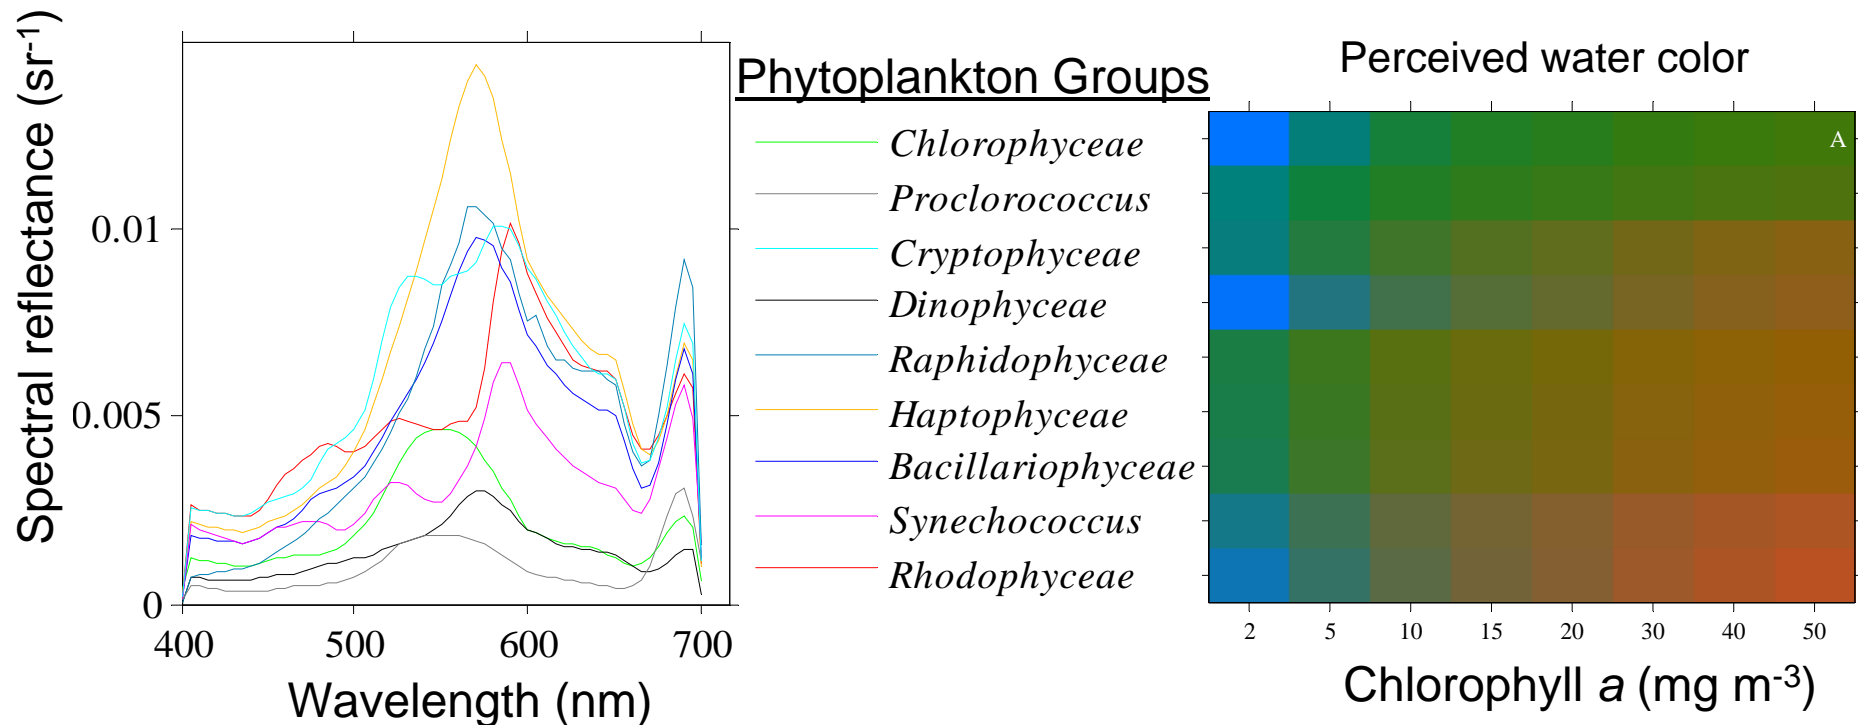 Spectral reflectance (sr-1)
0.01
0.005
0
400 500 600 700
Wavelength (nm)
Phytoplankton Groups
Chlorophyceae
Proclorococcus
Cryptophyceae
Dinophyceae
Raphidophyceae
Haptophyceae
Bacillariophyceae
Synechococcus
Rhodophyceae
Perceived water color
A
2 5 10 15 20 30 40 50
Chlorophyll a (mg m-3)